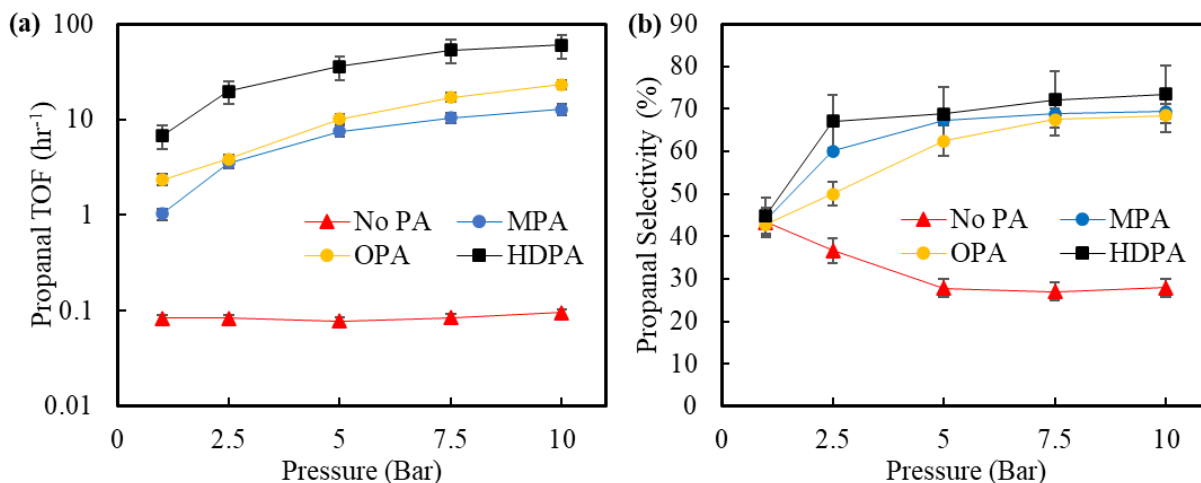 (a)
Propanal TOF (hr⁻¹)
100
10
1
0.1
0.01
No PA
MPA
OPA
HDPA
0
2.5
5
7.5
10
Pressure (Bar)
(b)
Propanal Selectivity (%)
90
80
70
60
50
40
30
20
10
0
No PA
MPA
OPA
HDPA
0
2.5
5
7.5
10
Pressure (Bar)